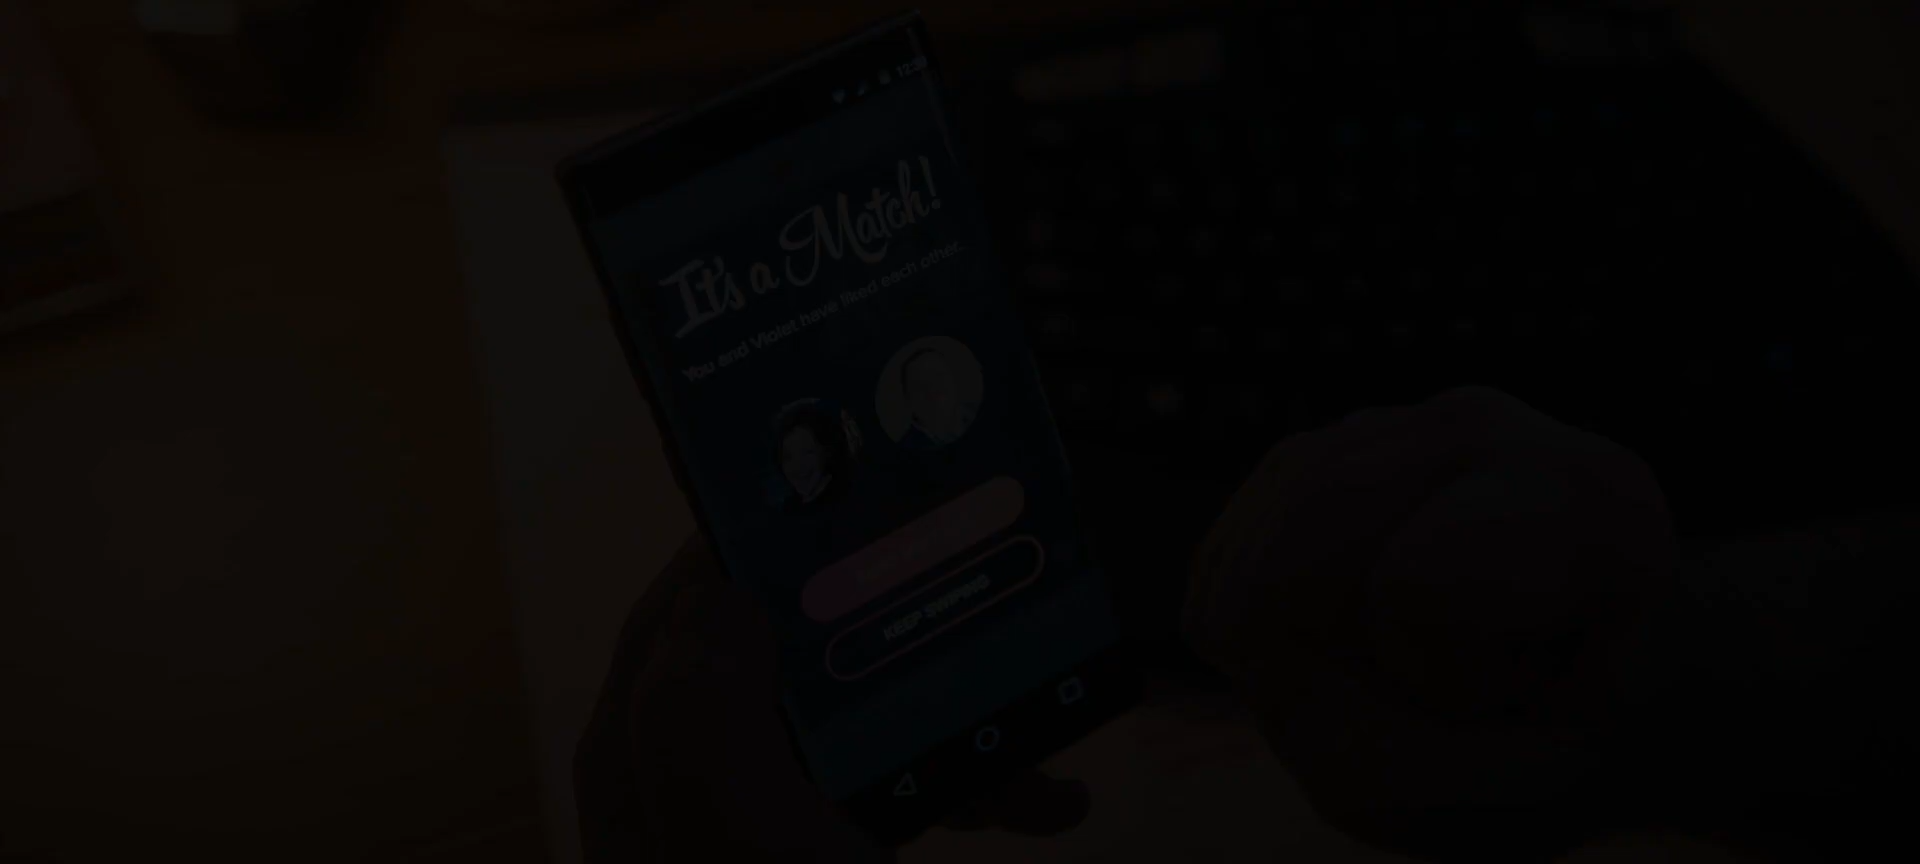 It's a Match!
You and Violet have liked each other.
KEEP SWIPING